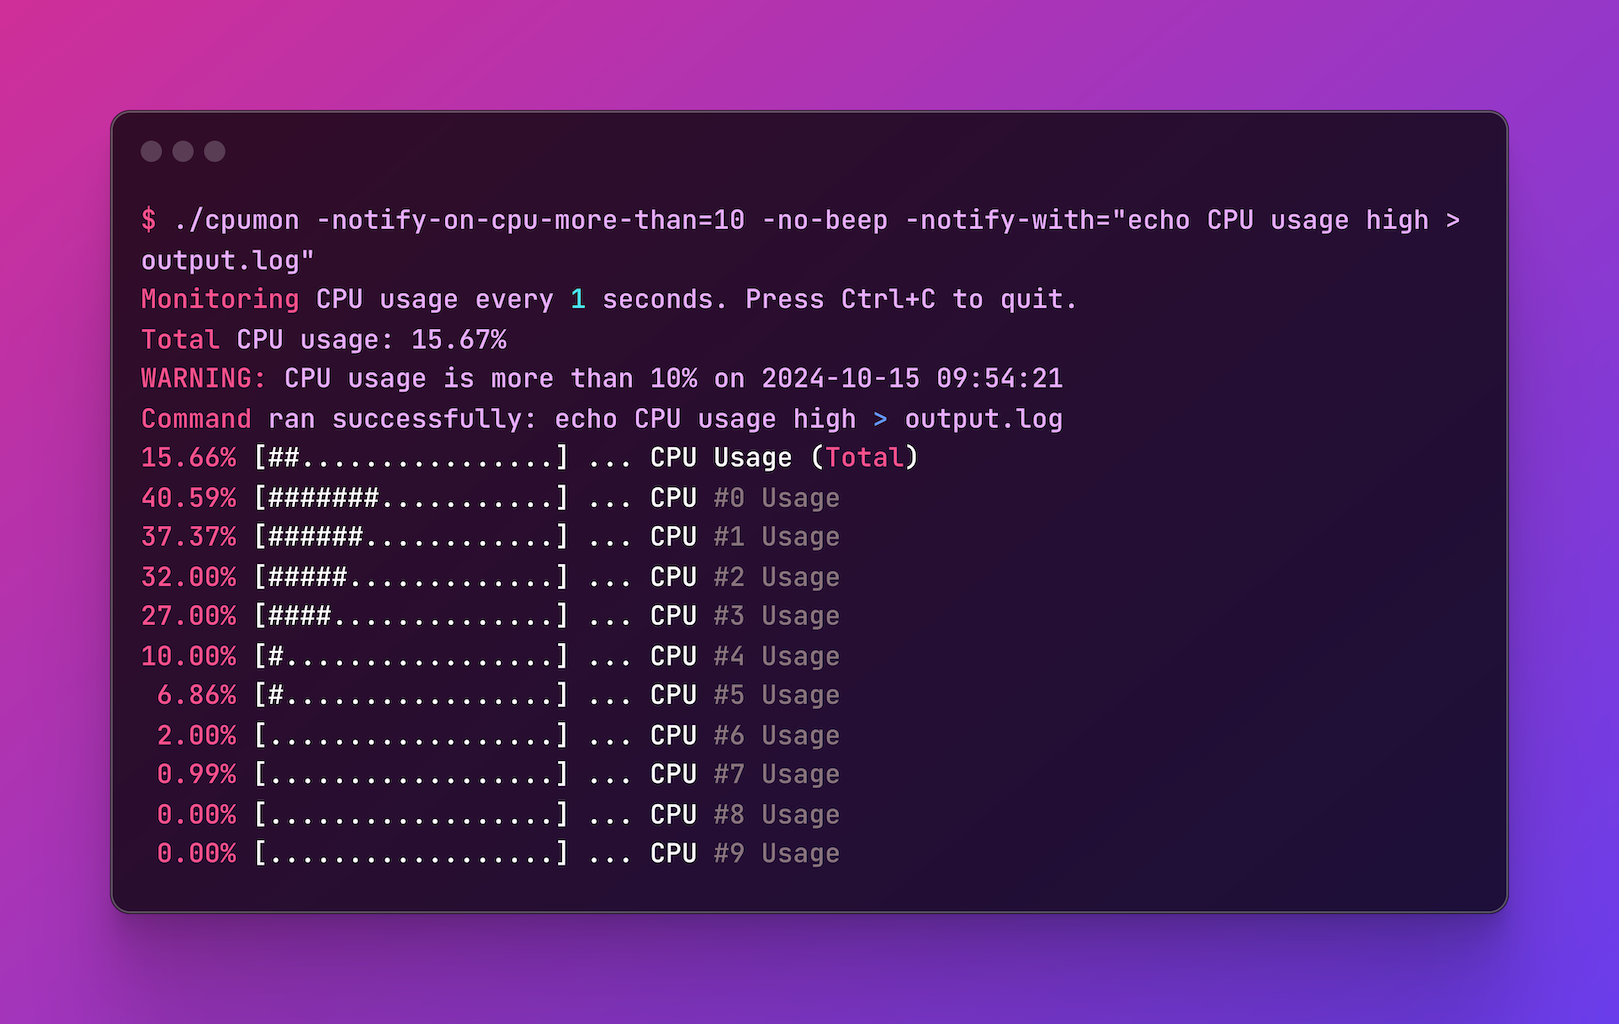 $ ./cpumon -notify-on-cpu-more-than=10 -no-beep -notify-with="echo CPU usage high >
output.log"
Monitoring CPU usage every 1 seconds. Press Ctrl+C to quit.
Total CPU usage: 15.67%
WARNING: CPU usage is more than 10% on 2024-10-15 09:54:21
Command ran successfully: echo CPU usage high > output.log
15.66% [##................] ... CPU Usage (Total)
40.59% [#######...........] ... CPU #0 Usage
37.37% [######............] ... CPU #1 Usage
32.00% [#####.............] ... CPU #2 Usage
27.00% [####..............] ... CPU #3 Usage
10.00% [#.................] ... CPU #4 Usage
 6.86% [#.................] ... CPU #5 Usage
 2.00% [..................] ... CPU #6 Usage
 0.99% [..................] ... CPU #7 Usage
 0.00% [..................] ... CPU #8 Usage
 0.00% [..................] ... CPU #9 Usage